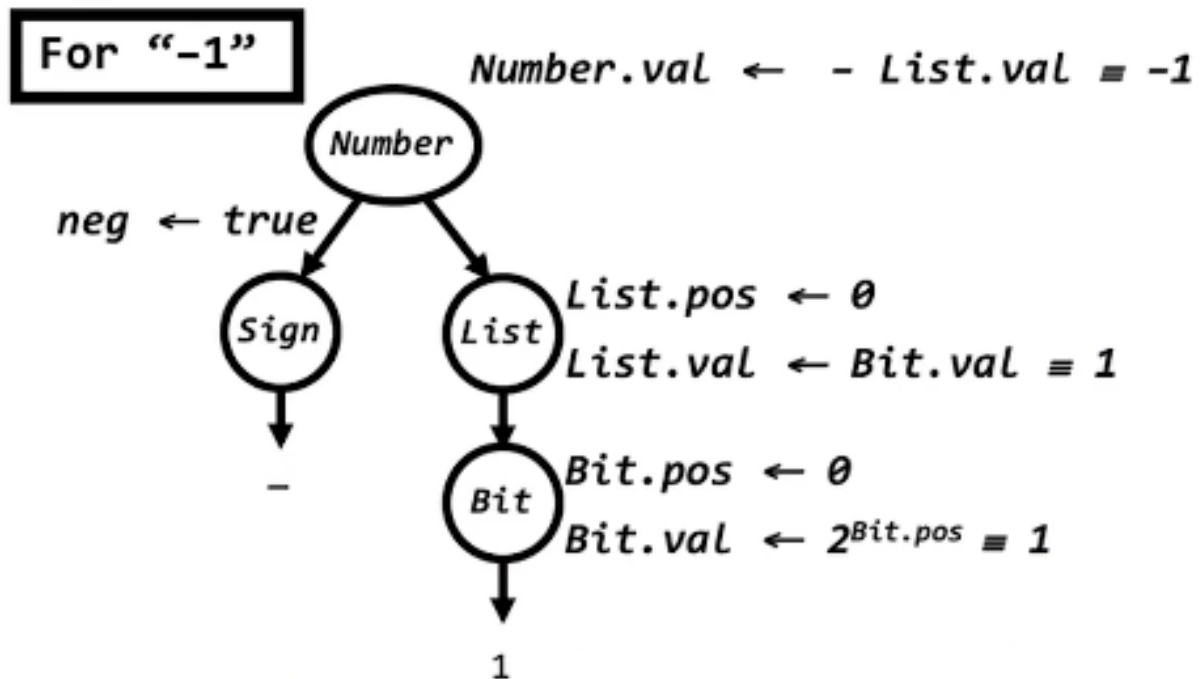 For “–1”
Number.val ← – List.val ≡ –1
Number
neg ← true
Sign
List
List.pos ← 0
List.val ← Bit.val ≡ 1
–
Bit
Bit.pos ← 0
Bit.val ← 2^Bit.pos ≡ 1
1